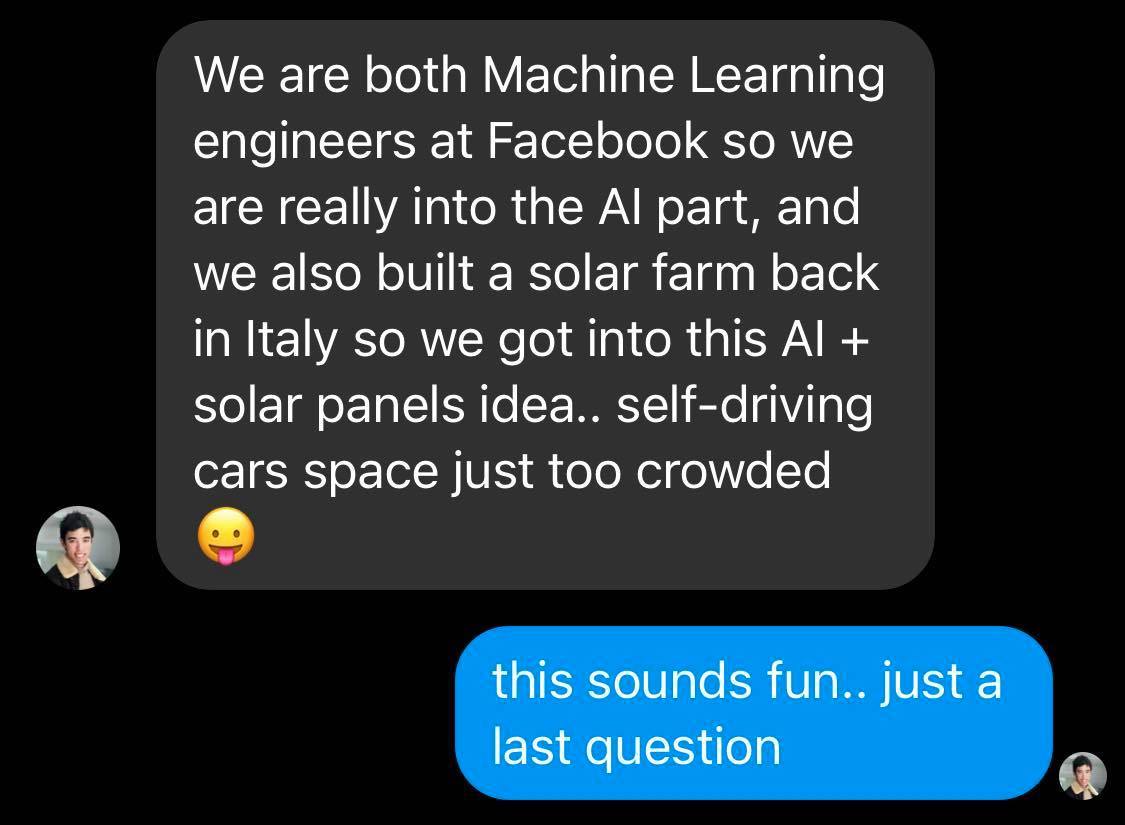 We are both Machine Learning
engineers at Facebook so we
are really into the AI part, and
we also built a solar farm back
in Italy so we got into this AI +
solar panels idea.. self-driving
cars space just too crowded
😛
this sounds fun.. just a
last question